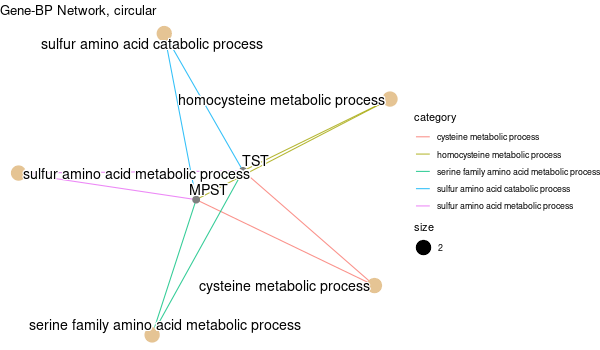 Gene-BP Network, circular
sulfur amino acid catabolic process
homocysteine metabolic process
category
cysteine metabolic process
homocysteine metabolic process
TST
serine family amino acid metabolic process
sulfur amino acid metabolic process
MPST
sulfur amino acid catabolic process
sulfur amino acid metabolic process
size
2
cysteine metabolic process
serine family amino acid metabolic process